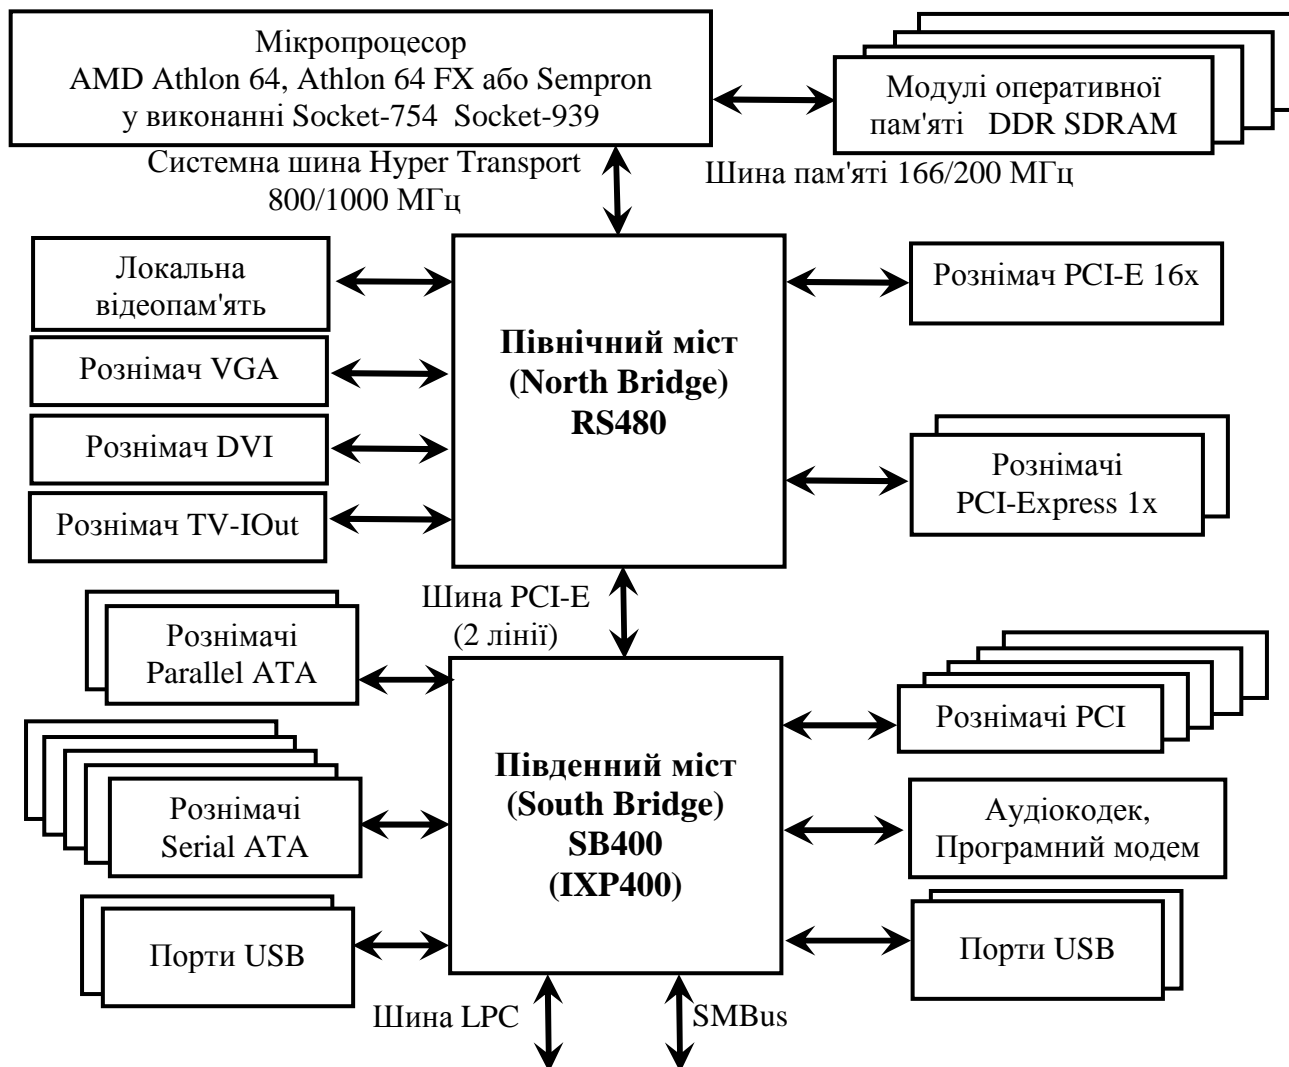 Мікропроцесор
AMD Athlon 64, Athlon 64 FX або Sempron
у виконанні Socket-754 Socket-939
Модулі оперативної
пам'яті DDR SDRAM
Системна шина Hyper Transport
800/1000 МГц
Шина пам'яті 166/200 МГц
Локальна
відеопам'ять
Рознімач VGA
Рознімач DVI
Рознімач TV-IOut
Північний міст
(North Bridge)
RS480
Рознімач PCI-E 16x
Рознімачі
PCI-Express 1x
Шина PCI-E
(2 лінії)
Рознімачі
Parallel ATA
Рознімачі
Serial ATA
Порти USB
Південний міст
(South Bridge)
SB400
(IXP400)
Рознімачі PCI
Аудіокодек,
Програмний модем
Порти USB
Шина LPC
SMBus